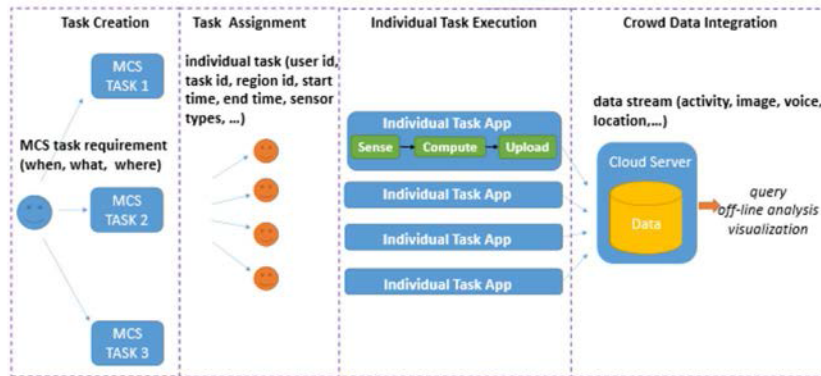 Task Creation
MCS
TASK 1
MCS task requirement
(when, what, where)
MCS
TASK 2
MCS
TASK 3
Task Assignment
individual task (user id,
task id, region id, start
time, end time, sensor
types, ...)
Individual Task Execution
Individual Task App
Sense
Compute
Upload
Individual Task App
Individual Task App
Individual Task App
Crowd Data Integration
data stream (activity, image, voice,
location,...)
Cloud Server
Data
query
off-line analysis
visualization